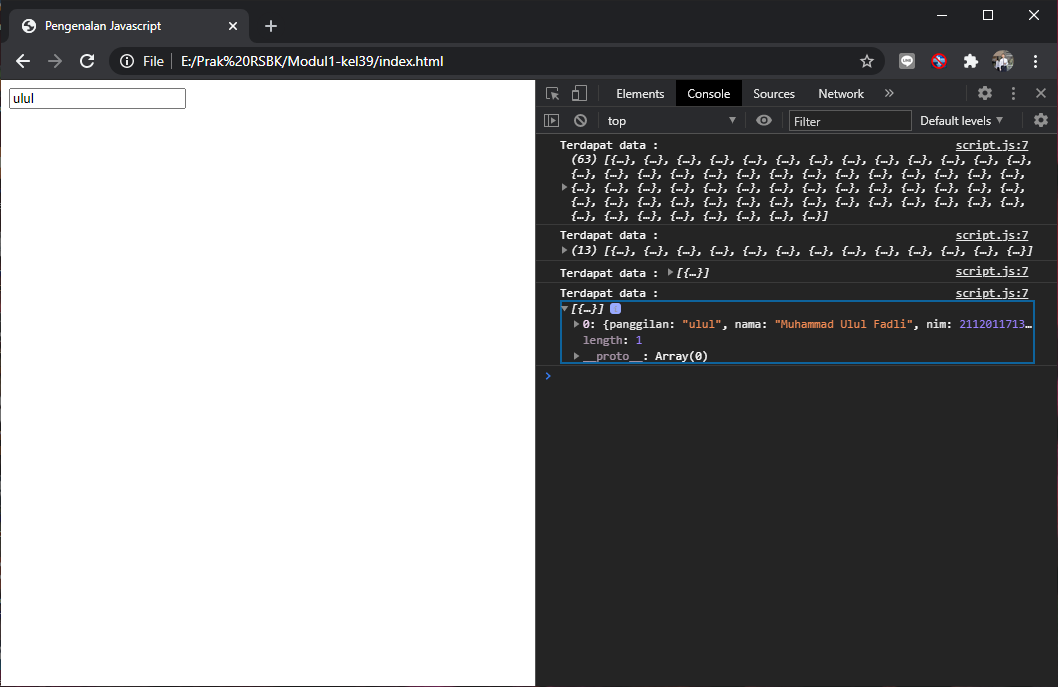 Pengenalan Javascript
File E:/Prak%20RSBK/Modul1-kel39/index.html
ulul
Elements Console Sources Network »
top Filter Default levels ▼
Terdapat data : script.js:7
(63) [{…}, {…}, {…}, {…}, {…}, {…}, {…}, {…}, {…}, {…}, {…}, {…}, {…},
{…}, {…}, {…}, {…}, {…}, {…}, {…}, {…}, {…}, {…}, {…}, {…}, {…}, {…},
{…}, {…}, {…}, {…}, {…}, {…}, {…}, {…}, {…}, {…}, {…}, {…}, {…}, {…},
{…}, {…}, {…}, {…}, {…}, {…}, {…}, {…}, {…}, {…}, {…}, {…}, {…}, {…},
{…}, {…}, {…}, {…}, {…}, {…}, {…}, {…}]
Terdapat data : script.js:7
(13) [{…}, {…}, {…}, {…}, {…}, {…}, {…}, {…}, {…}, {…}, {…}, {…}, {…}]
Terdapat data : [{…}] script.js:7
Terdapat data : script.js:7
[{…}]
0: {panggilan: "ulul", nama: "Muhammad Ulul Fadli", nim: 2112011713…
length: 1
__proto__: Array(0)